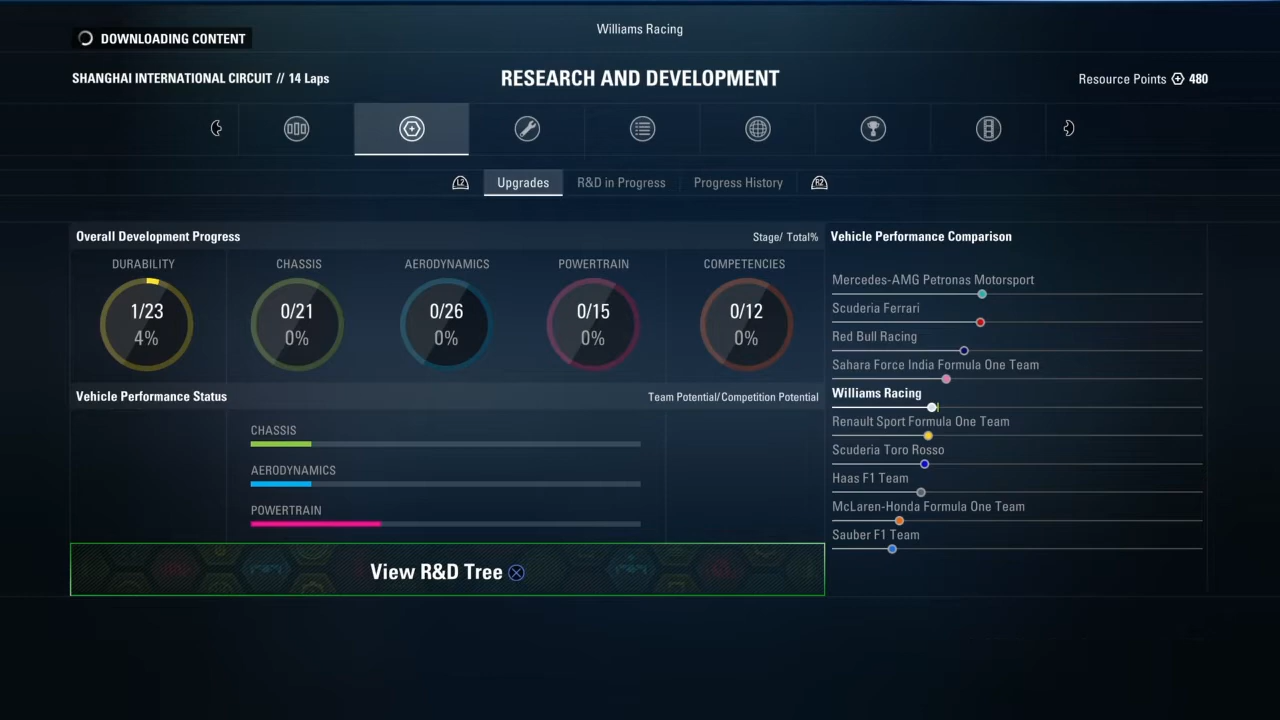 Williams Racing
DOWNLOADING CONTENT
SHANGHAI INTERNATIONAL CIRCUIT // 14 Laps
RESEARCH AND DEVELOPMENT
Resource Points 480
L2 Upgrades R&D in Progress Progress History R2
Overall Development Progress
Stage/ Total%
DURABILITY CHASSIS AERODYNAMICS POWERTRAIN COMPETENCIES
1/23 0/21 0/26 0/15 0/12
4% 0% 0% 0% 0%
Vehicle Performance Status
Team Potential/Competition Potential
CHASSIS
AERODYNAMICS
POWERTRAIN
View R&D Tree
Vehicle Performance Comparison
Mercedes-AMG Petronas Motorsport
Scuderia Ferrari
Red Bull Racing
Sahara Force India Formula One Team
Williams Racing
Renault Sport Formula One Team
Scuderia Toro Rosso
Haas F1 Team
McLaren-Honda Formula One Team
Sauber F1 Team